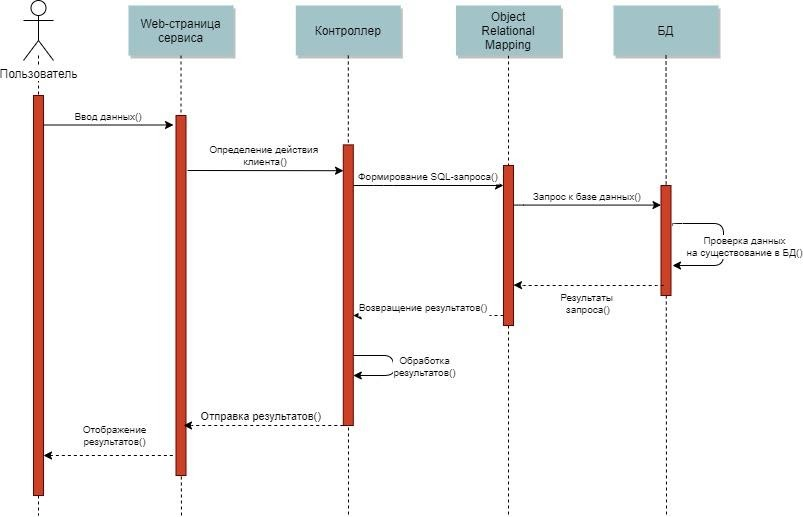 Пользователь
Web-страница
сервиса
Контроллер
Object
Relational
Mapping
БД
Ввод данных()
Определение действия
клиента()
Формирование SQL-запроса()
Запрос к базе данных()
Проверка данных
на существование в БД()
Результаты
запроса()
Возвращение результатов()
Обработка
результатов()
Отправка результатов()
Отображение
результатов()